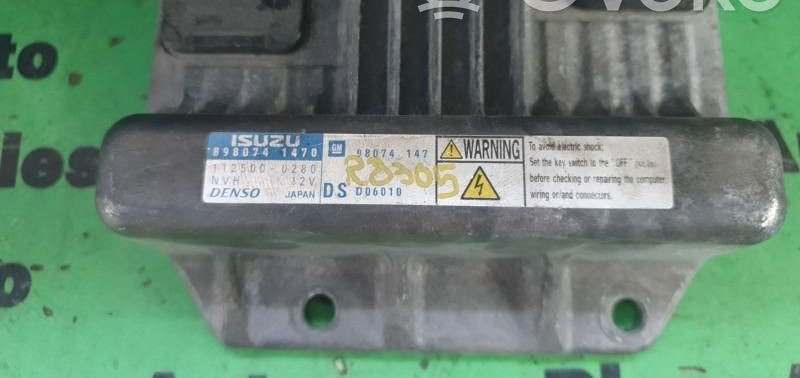 ISUZU
898074 1470
112500-0280
NVH 12V
DENSO JAPAN
GM 98074 147
DS D06010
R20305
WARNING
To avoid electric shock;
Set the key switch to the "OFF"
before checking or repairing the computer,
wiring or/and connectors.